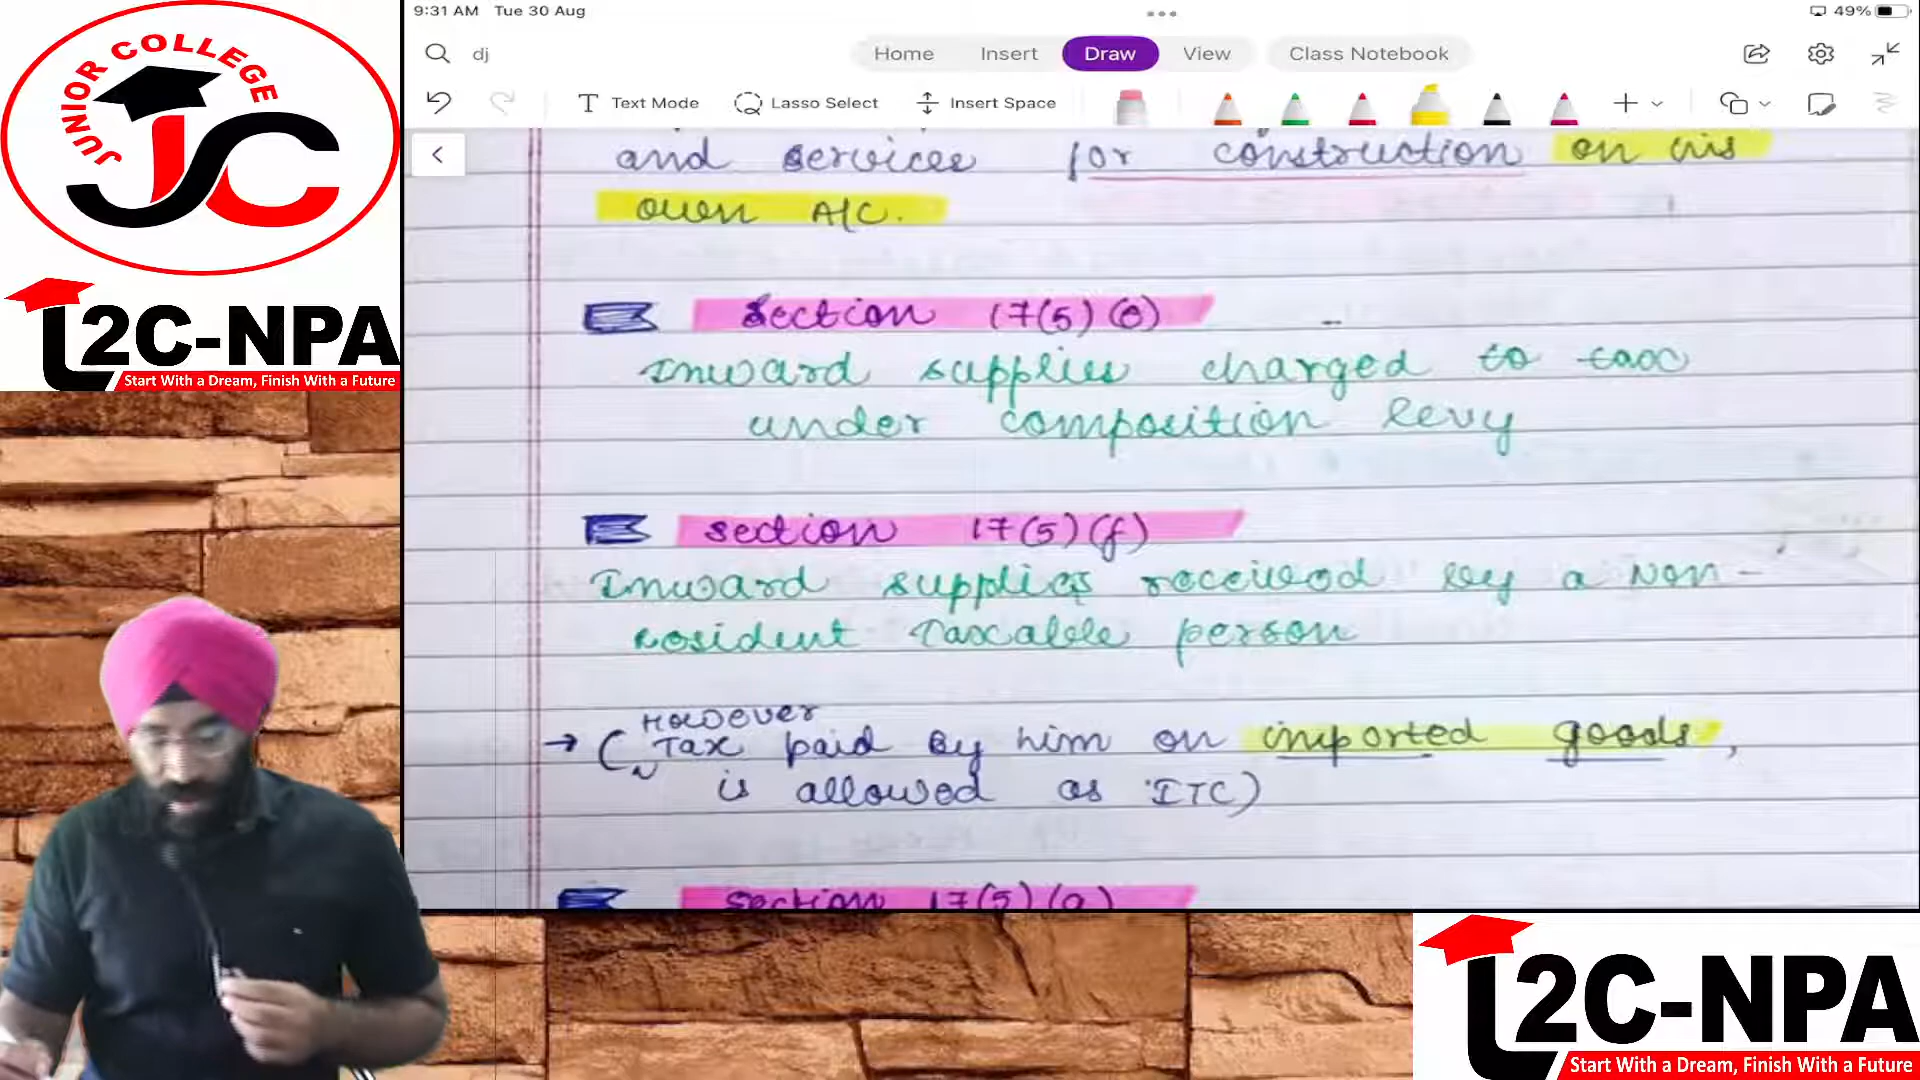 9:31 AM Tue 30 Aug
49%
dj
Home Insert Draw View Class Notebook
Text Mode Lasso Select Insert Space
JUNIOR COLLEGE
JC
L2C-NPA
Start With a Dream, Finish With a Future
and services for construction on his
own A/C.
Section 17(5)(e)
Inward supplies charged to tax
under composition levy
Section 17(5)(f)
Inward supplies received by a Non-
resident Taxable person
However
→ ( Tax paid by him on imported goods,
is allowed as ITC)
section 17(5)(g)
L2C-NPA
Start With a Dream, Finish With a Future